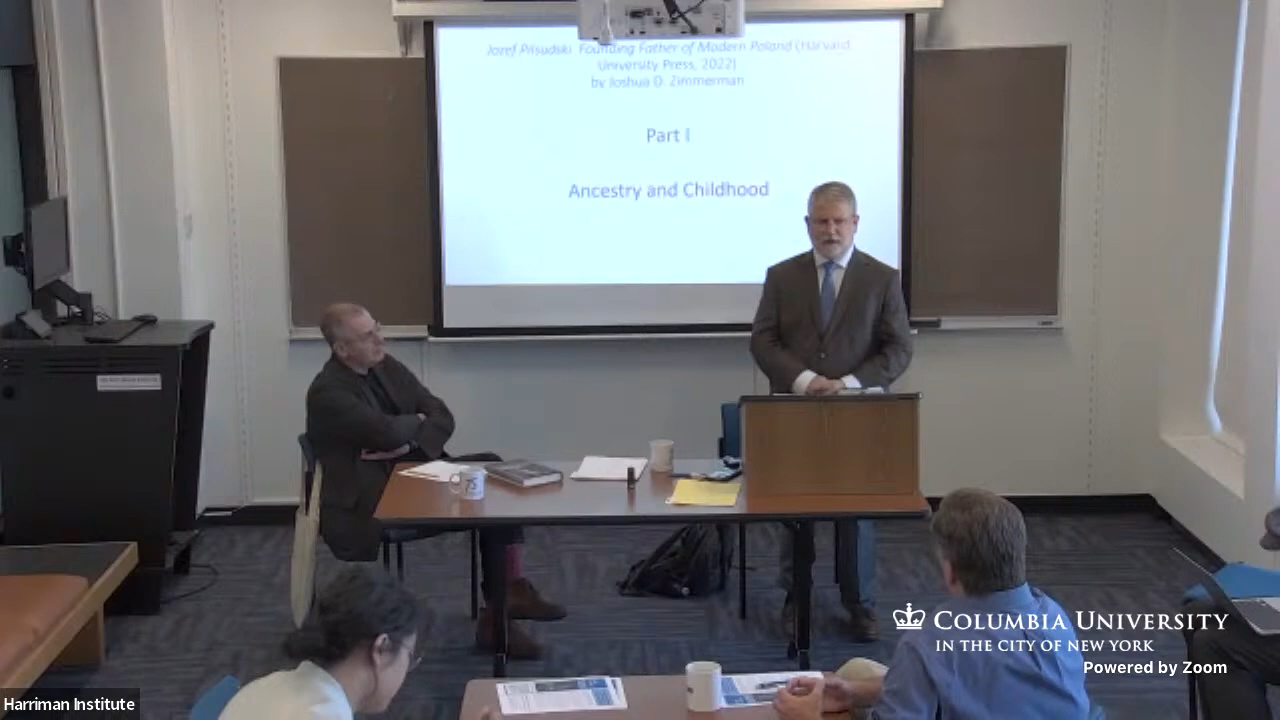 Jozef Pilsudski Founding Father of Modern Poland (Harvard
University Press, 2022)
by Joshua D. Zimmerman
Part I
Ancestry and Childhood
75
COLUMBIA UNIVERSITY
IN THE CITY OF NEW YORK
Powered by Zoom
Harriman Institute